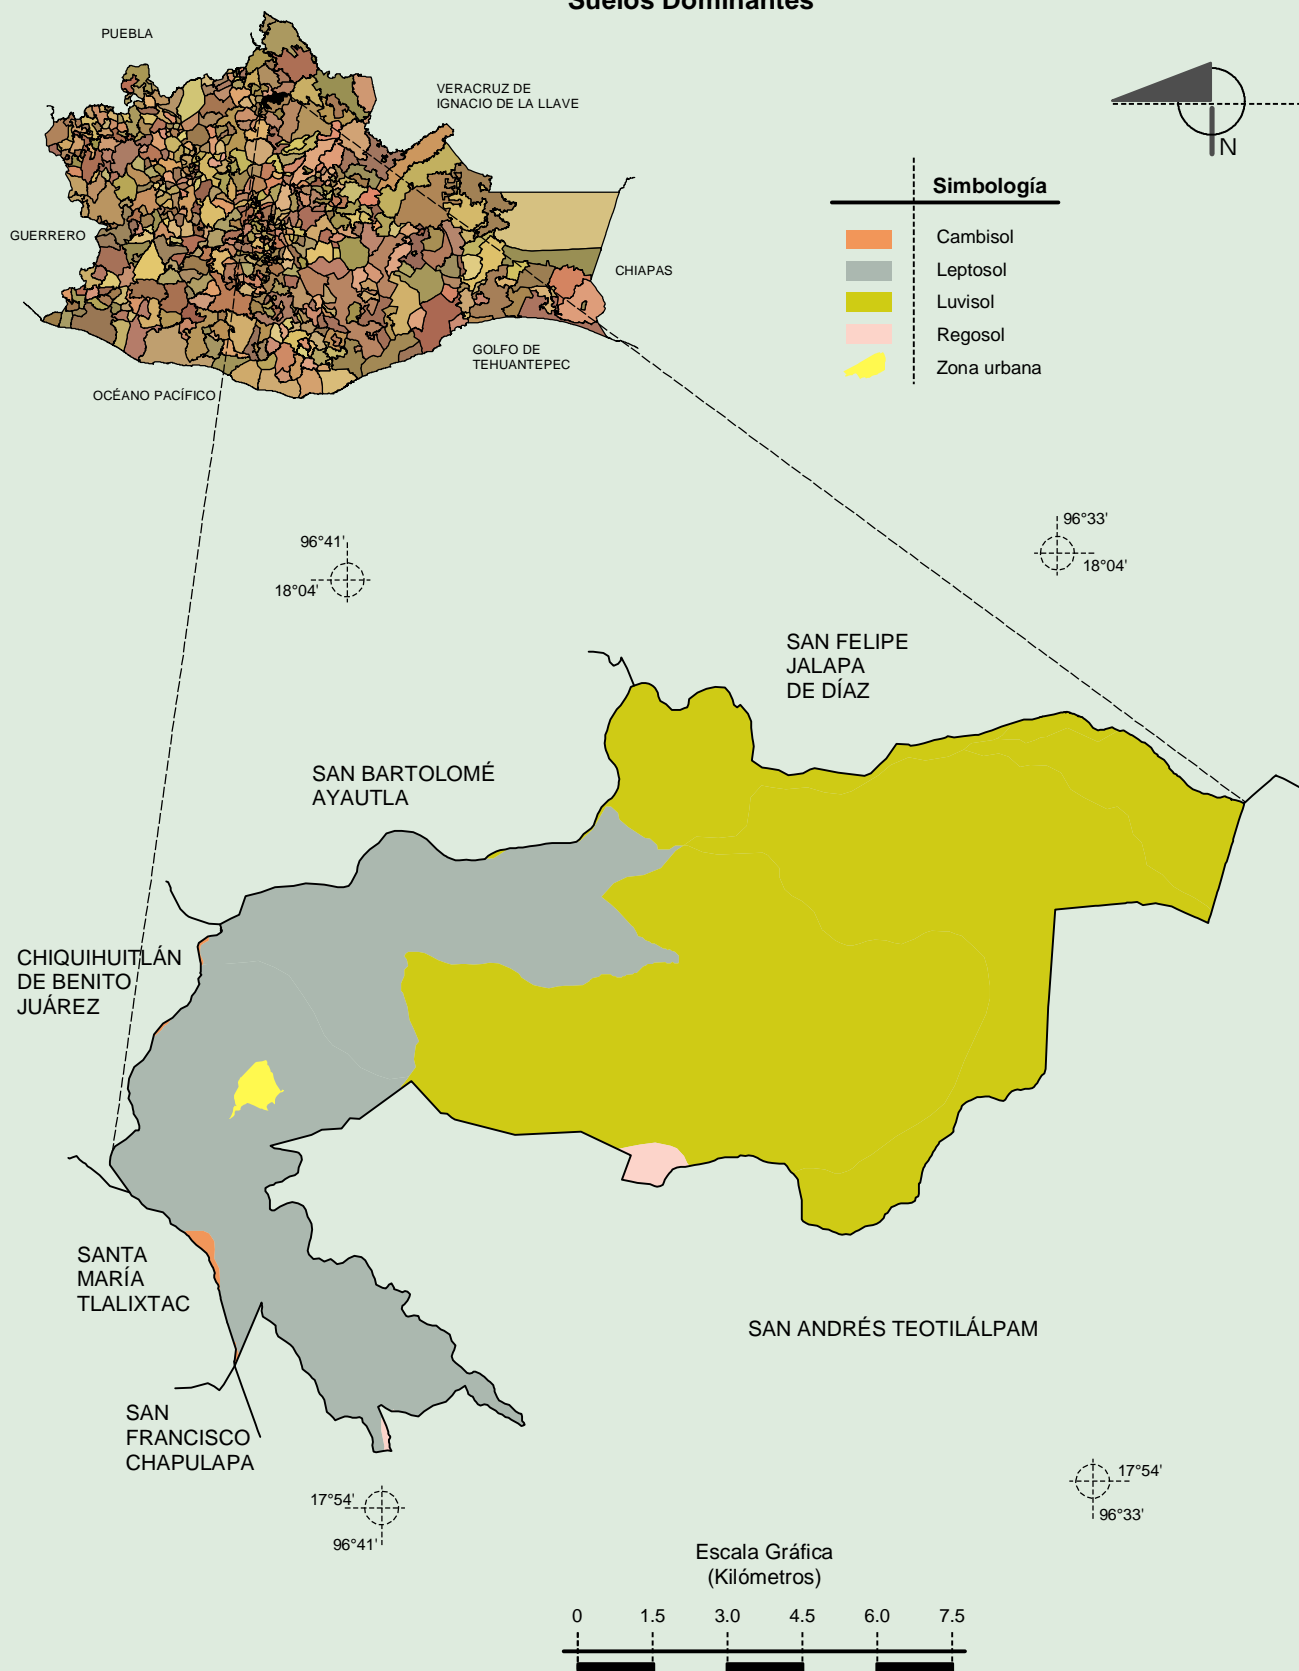 Suelos Dominantes
PUEBLA
VERACRUZ DE
IGNACIO DE LA LLAVE
GUERRERO
CHIAPAS
GOLFO DE
TEHUANTEPEC
OCÉANO PACÍFICO
N
Simbología
Cambisol
Leptosol
Luvisol
Regosol
Zona urbana
96°41'
18°04'
96°33'
18°04'
SAN FELIPE
JALAPA
DE DÍAZ
SAN BARTOLOMÉ
AYAUTLA
CHIQUIHUITLÁN
DE BENITO
JUÁREZ
SANTA
MARÍA
TLALIXTAC
SAN ANDRÉS TEOTILÁLPAM
SAN
FRANCISCO
CHAPULAPA
17°54'
96°41'
17°54'
96°33'
Escala Gráfica
(Kilómetros)
0 1.5 3.0 4.5 6.0 7.5